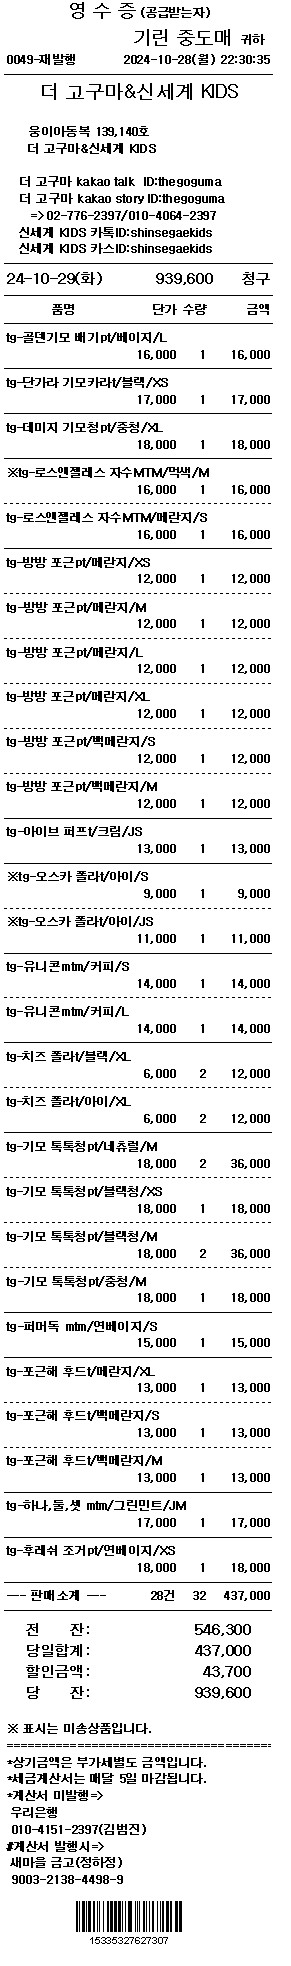 영 수 증 (공급받는자)
기린 중도매 귀하
0049-재발행 2024-10-28(월) 22:30:35
더 고구마&신세계 KIDS
웅이아동복 139,140호
더 고구마&신세계 KIDS
더 고구마 kakao talk ID:thegoguma
더 고구마 kakao story ID:thegoguma
=> 02-776-2397/010-4064-2397
신세계 KIDS 카톡ID:shinsegaekids
신세계 KIDS 카스ID:shinsegaekids
24-10-29(화) 939,600 청구
품명 단가 수량 금액
tg-골덴기모 배기pt/베이지/L
16,000 1 16,000
tg-단가라 기모카라t/블랙/XS
17,000 1 17,000
tg-데미지 기모청pt/중청/XL
18,000 1 18,000
※tg-로스앤젤레스 자수MTM/먹색/M
16,000 1 16,000
tg-로스앤젤레스 자수MTM/메란지/S
16,000 1 16,000
tg-방방 포근pt/메란지/XS
12,000 1 12,000
tg-방방 포근pt/메란지/M
12,000 1 12,000
tg-방방 포근pt/메란지/L
12,000 1 12,000
tg-방방 포근pt/메란지/XL
12,000 1 12,000
tg-방방 포근pt/백메란지/S
12,000 1 12,000
tg-방방 포근pt/백메란지/M
12,000 1 12,000
tg-아이브 퍼프t/크림/JS
13,000 1 13,000
※tg-오스카 폴라t/아이/S
9,000 1 9,000
※tg-오스카 폴라t/아이/JS
11,000 1 11,000
tg-유니콘mtm/커피/S
14,000 1 14,000
tg-유니콘mtm/커피/L
14,000 1 14,000
tg-치즈 폴라t/블랙/XL
6,000 2 12,000
tg-치즈 폴라t/아이/XL
6,000 2 12,000
tg-기모 톡톡청pt/네츄럴/M
18,000 2 36,000
tg-기모 톡톡청pt/블랙청/XS
18,000 1 18,000
tg-기모 톡톡청pt/블랙청/M
18,000 2 36,000
tg-기모 톡톡청pt/중청/M
18,000 1 18,000
tg-퍼머독 mtm/연베이지/S
15,000 1 15,000
tg-포근해 후드t/메란지/XL
13,000 1 13,000
tg-포근해 후드t/백메란지/S
13,000 1 13,000
tg-포근해 후드t/백메란지/M
13,000 1 13,000
tg-하나,둘,셋 mtm/그린민트/JM
17,000 1 17,000
tg-후레쉬 조거pt/연베이지/XS
18,000 1 18,000
--- 판매소계 --- 28건 32 437,000
전 잔: 546,300
당일합계: 437,000
할인금액: 43,700
당 잔: 939,600
※ 표시는 미송상품입니다.
======================================
*상기금액은 부가세별도 금액입니다.
*세금계산서는 매달 5일 마감됩니다.
*계산서 미발행=>
우리은행
010-4151-2397(김범진)
#계산서 발행시=>
새마을 금고(정하정)
9003-2138-4498-9
15335327627307